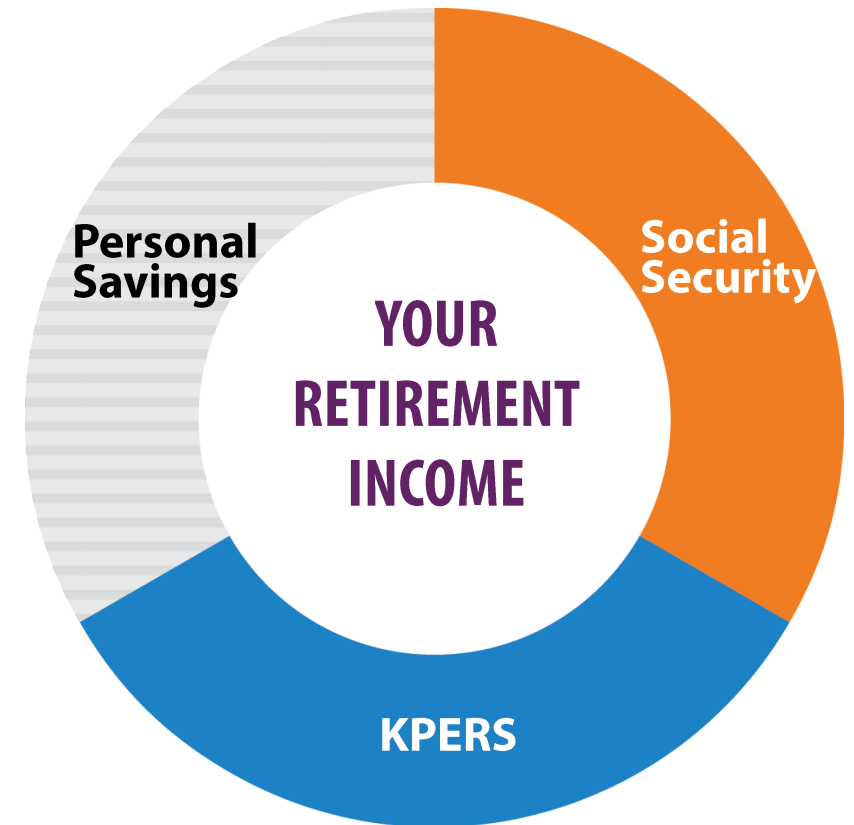 Personal
Savings
Social
Security
YOUR
RETIREMENT
INCOME
KPERS